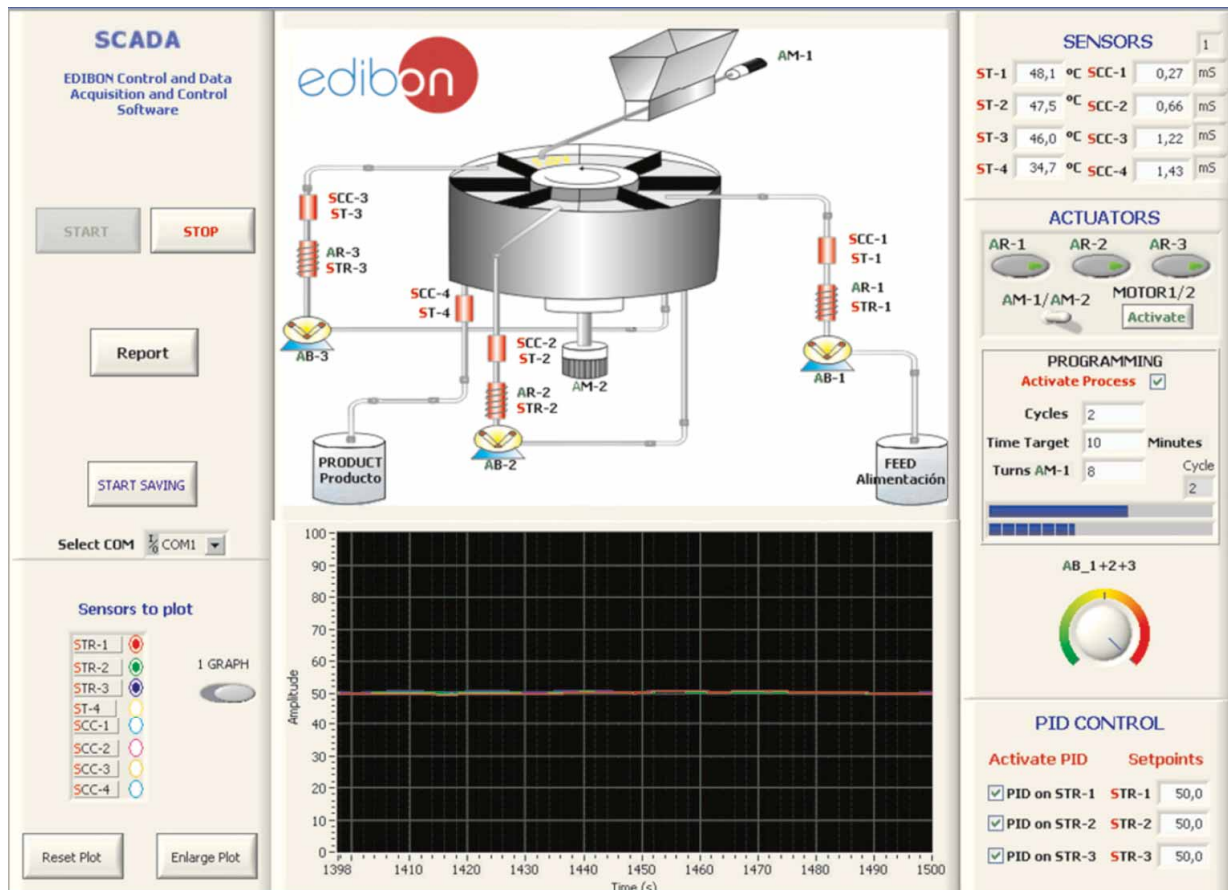 SCADA
EDIBON Control and Data
Acquisition and Control
Software
START
STOP
Report
START SAVING
Select COM
I/0 COM1
Sensors to plot
STR-1
STR-2
STR-3
ST-4
SCC-1
SCC-2
SCC-3
SCC-4
1 GRAPH
Reset Plot
Enlarge Plot
edibon
AM-1
SCC-3
ST-3
AR-3
STR-3
AB-3
SCC-4
ST-4
SCC-2
ST-2
AR-2
STR-2
AB-2
AM-2
SCC-1
ST-1
AR-1
STR-1
AB-1
PRODUCT
Producto
FEED
Alimentación
Amplitude
100
90
80
70
60
50
40
30
20
10
0
1398 1410 1420 1430 1440 1450 1460 1470 1480 1490 1500
Time (s)
SENSORS
1
ST-1 48,1 ºC SCC-1 0,27 mS
ST-2 47,5 ºC SCC-2 0,66 mS
ST-3 46,0 ºC SCC-3 1,22 mS
ST-4 34,7 ºC SCC-4 1,43 mS
ACTUATORS
AR-1 AR-2 AR-3
AM-1/AM-2
MOTOR1/2
Activate
PROGRAMMING
Activate Process
Cycles 2
Time Target 10 Minutes
Turns AM-1 8
Cycle
2
AB_1+2+3
PID CONTROL
Activate PID Setpoints
PID on STR-1 STR-1 50,0
PID on STR-2 STR-2 50,0
PID on STR-3 STR-3 50,0